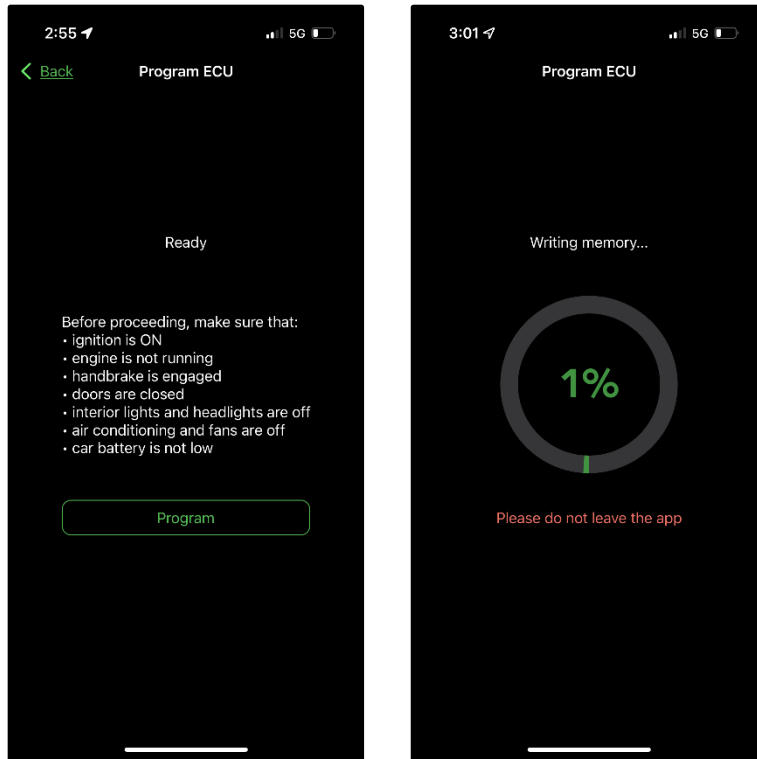 2:55
5G
Back
Program ECU
Ready
Before proceeding, make sure that:
• ignition is ON
• engine is not running
• handbrake is engaged
• doors are closed
• interior lights and headlights are off
• air conditioning and fans are off
• car battery is not low
Program
3:01
5G
Program ECU
Writing memory...
1%
Please do not leave the app